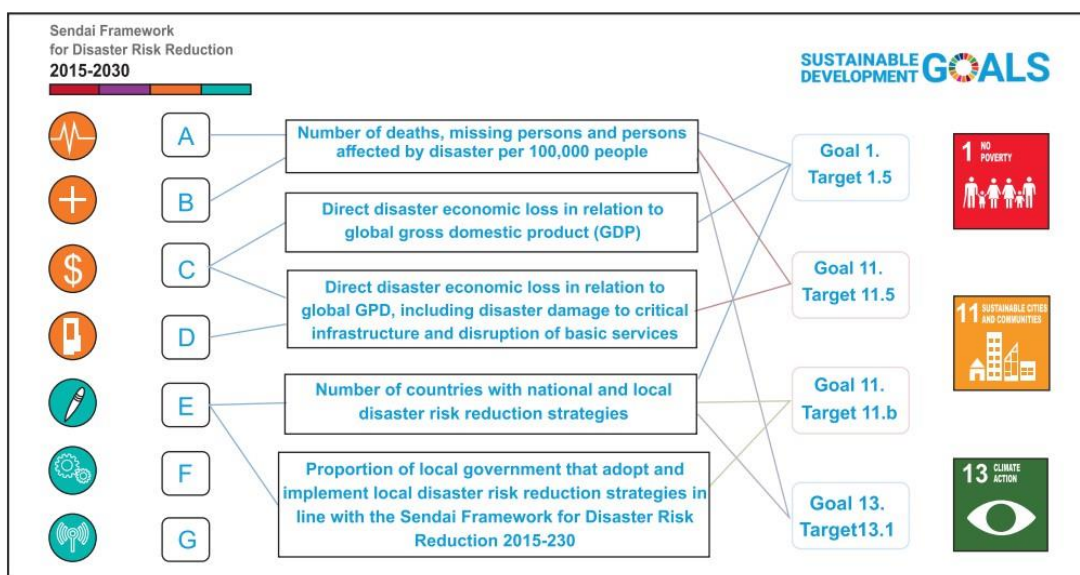 Sendai Framework
for Disaster Risk Reduction
2015-2030
SUSTAINABLE
DEVELOPMENT GOALS
A
B
C
D
E
F
G
$
Number of deaths, missing persons and persons
affected by disaster per 100,000 people
Direct disaster economic loss in relation to
global gross domestic product (GDP)
Direct disaster economic loss in relation to
global GPD, including disaster damage to critical
infrastructure and disruption of basic services
Number of countries with national and local
disaster risk reduction strategies
Proportion of local government that adopt and
implement local disaster risk reduction strategies in
line with the Sendai Framework for Disaster Risk
Reduction 2015-230
Goal 1.
Target 1.5
Goal 11.
Target 11.5
Goal 11.
Target 11.b
Goal 13.
Target13.1
1 NO
POVERTY
11 SUSTAINABLE CITIES
AND COMMUNITIES
13 CLIMATE
ACTION